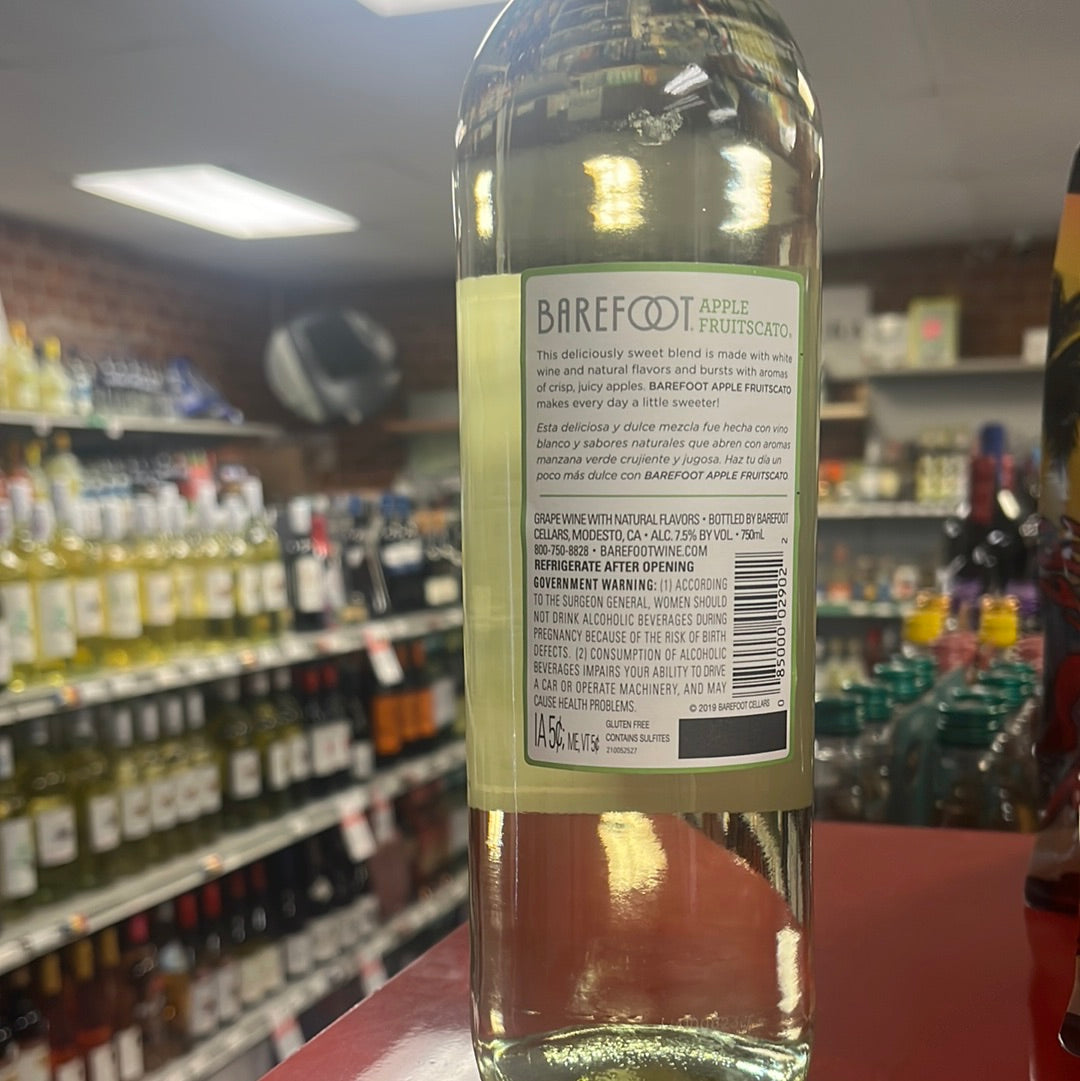 BAREFOOT APPLE FRUITSCATO®
This deliciously sweet blend is made with white
wine and natural flavors and bursts with aromas
of crisp, juicy apples. BAREFOOT APPLE FRUITSCATO
makes every day a little sweeter!
Esta deliciosa y dulce mezcla fue hecha con vino
blanco y sabores naturales que abren con aromas
manzana verde crujiente y jugosa. Haz tu día un
poco más dulce con BAREFOOT APPLE FRUITSCATO
GRAPE WINE WITH NATURAL FLAVORS • BOTTLED BY BAREFOOT
CELLARS, MODESTO, CA • ALC. 7.5% BY VOL • 750mL
800-750-8828 • BAREFOOTWINE.COM
REFRIGERATE AFTER OPENING
GOVERNMENT WARNING: (1) ACCORDING
TO THE SURGEON GENERAL, WOMEN SHOULD
NOT DRINK ALCOHOLIC BEVERAGES DURING
PREGNANCY BECAUSE OF THE RISK OF BIRTH
DEFECTS. (2) CONSUMPTION OF ALCOHOLIC
BEVERAGES IMPAIRS YOUR ABILITY TO DRIVE
A CAR OR OPERATE MACHINERY, AND MAY
CAUSE HEALTH PROBLEMS.
0 85000 02902 2
© 2019 BAREFOOT CELLARS
IA 5¢, ME, VT 5¢
GLUTEN FREE
CONTAINS SULFITES
210052527